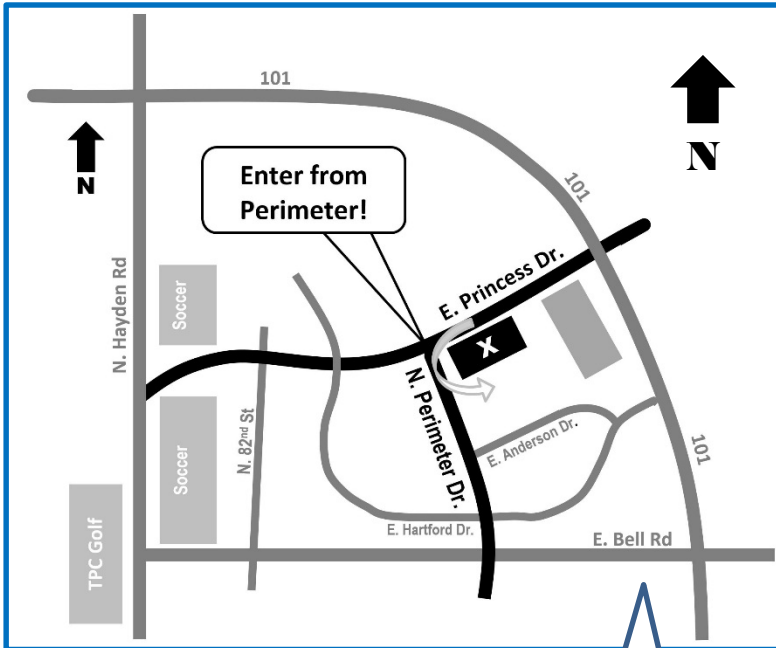 101
N
N
Enter from
Perimeter!
101
N. Hayden Rd
Soccer
E. Princess Dr.
X
N. Perimeter Dr.
N. 82nd St
Soccer
E. Anderson Dr.
101
E. Hartford Dr.
E. Bell Rd
TPC Golf